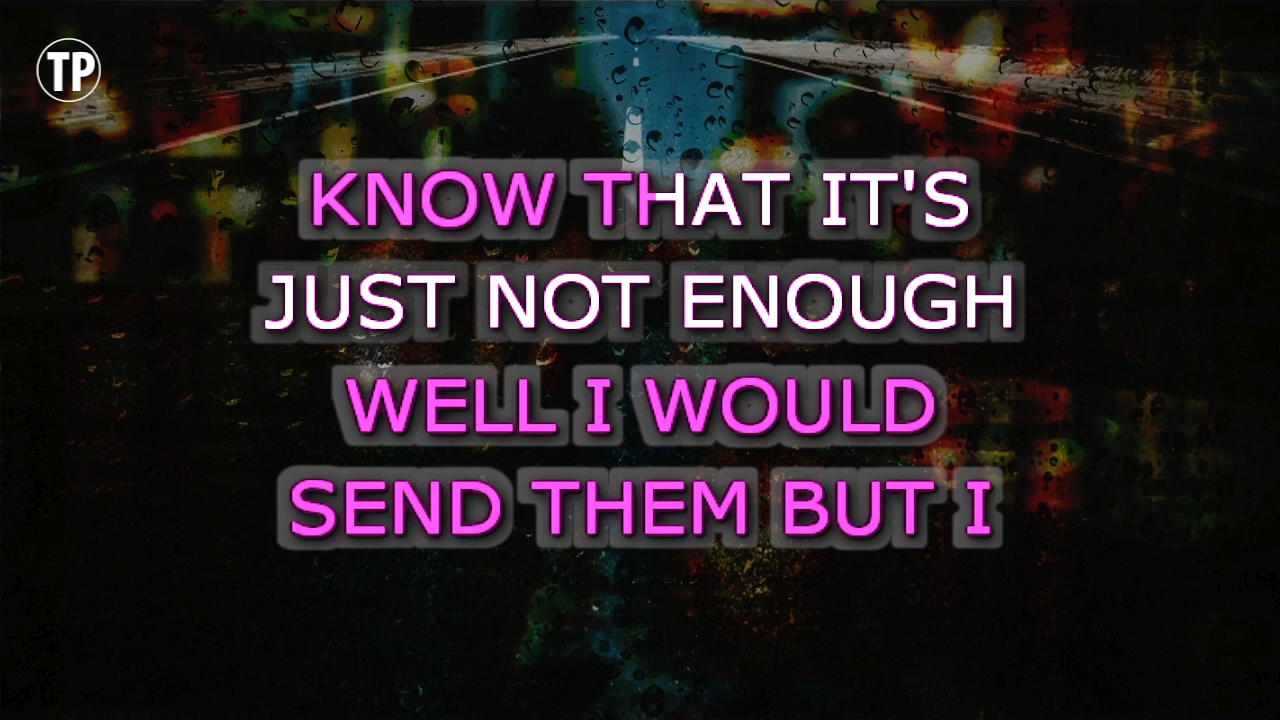 TP
KNOW THAT IT'S
JUST NOT ENOUGH
WELL I WOULD
SEND THEM BUT I